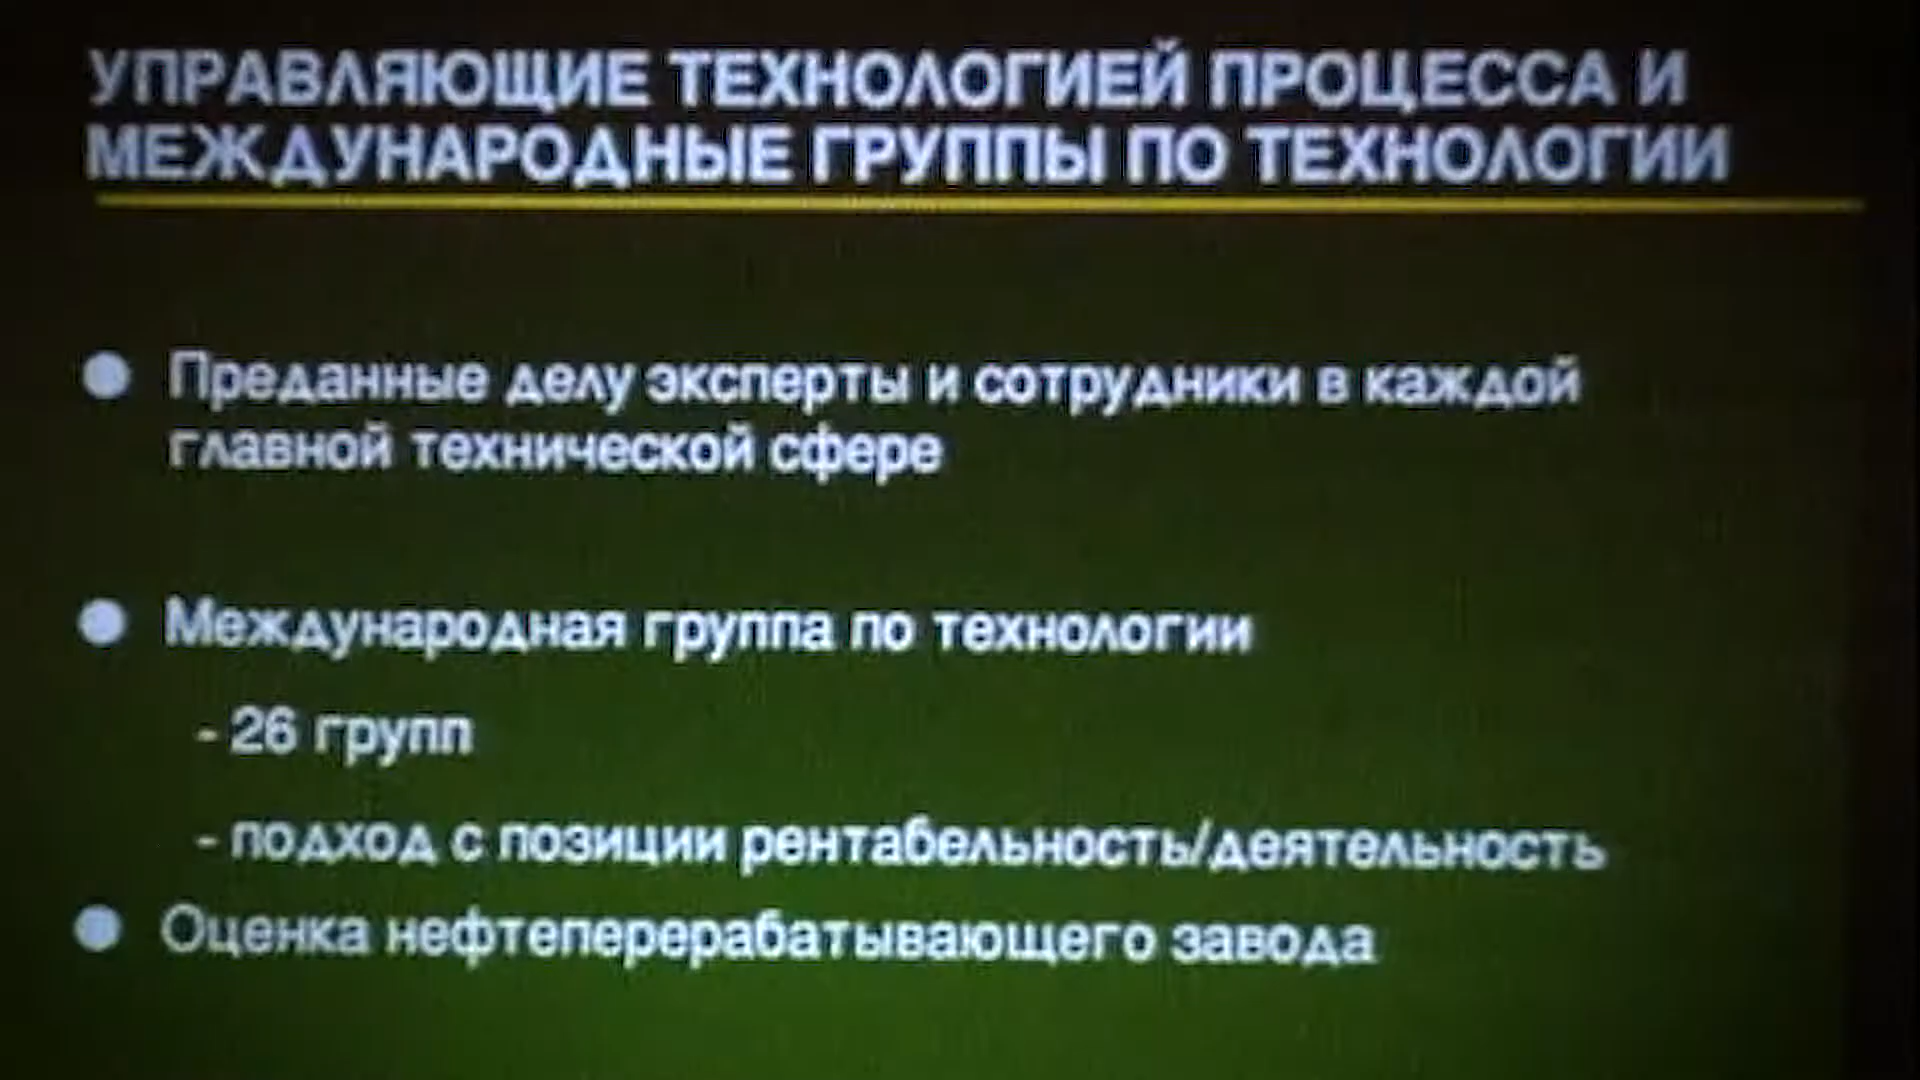 УПРАВЛЯЮЩИЕ ТЕХНОЛОГИЕЙ ПРОЦЕССА И
МЕЖДУНАРОДНЫЕ ГРУППЫ ПО ТЕХНОЛОГИИ
● Преданные делу эксперты и сотрудники в каждой
главной технической сфере
● Международная группа по технологии
- 26 групп
- подход с позиции рентабельность/деятельность
● Оценка нефтеперерабатывающего завода